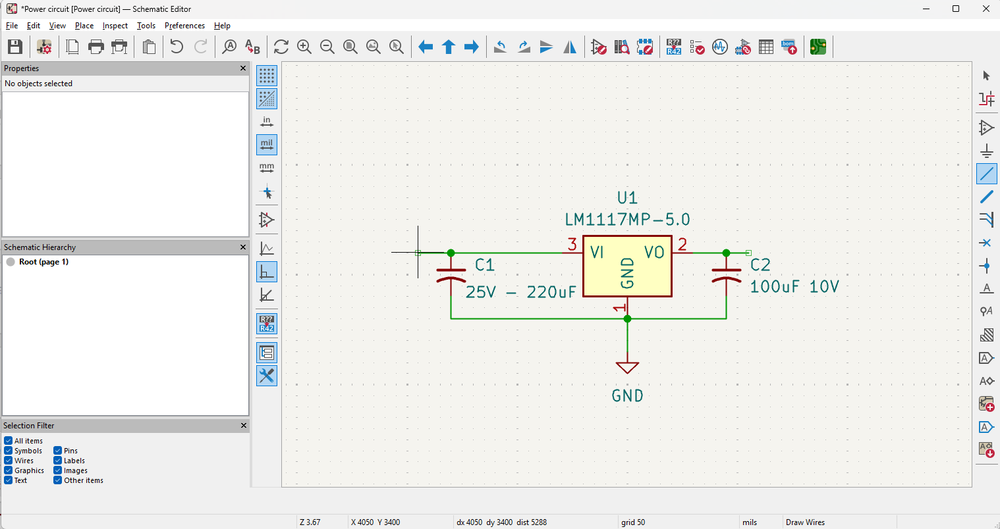 *Power circuit [Power circuit] — Schematic Editor
File Edit View Place Inspect Tools Preferences Help
A
A B
R??
R42
bom
Properties
No objects selected
in
mil
mm
Schematic Hierarchy
Root (page 1)
R??
R42
Selection Filter
All items
Symbols Pins
Wires Labels
Graphics Images
Text Other items
U1
LM1117MP-5.0
3 VI VO 2
GND
1
C1
25V - 220uF
C2
100uF 10V
GND
A
A
A
A
A
A
Z 3.67 X 4050 Y 3400 dx 4050 dy 3400 dist 5288 grid 50 mils Draw Wires